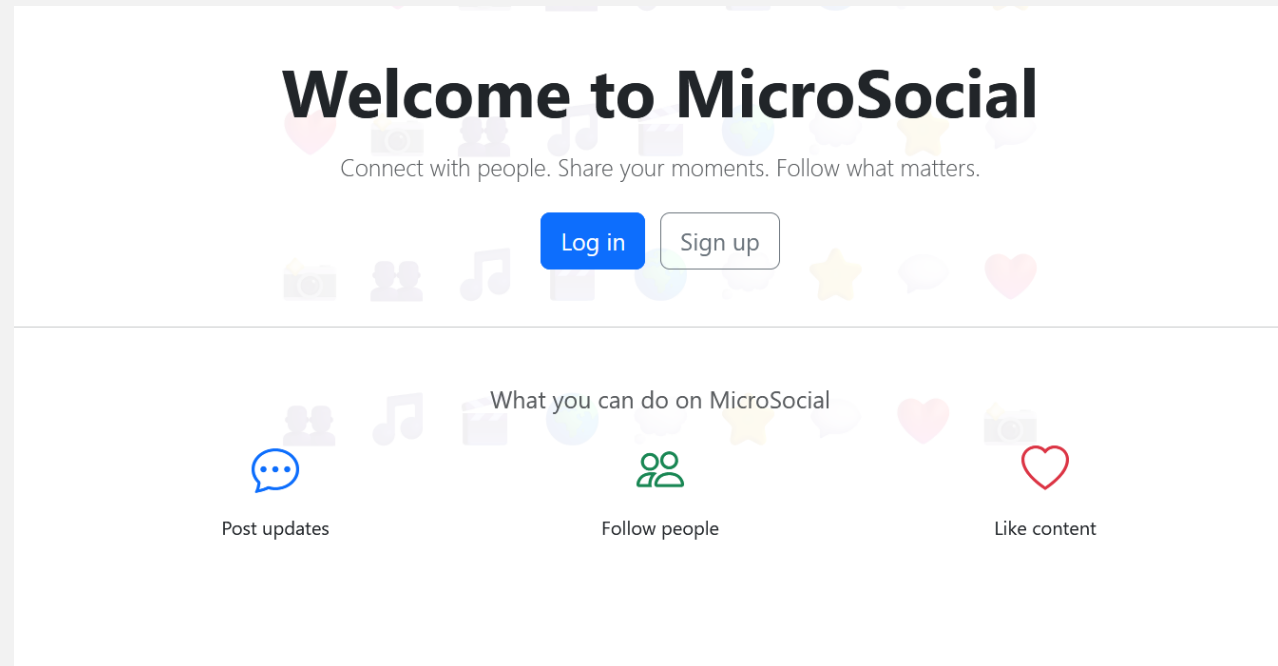 Welcome to MicroSocial
Connect with people. Share your moments. Follow what matters.
Log in
Sign up
What you can do on MicroSocial
Post updates
Follow people
Like content